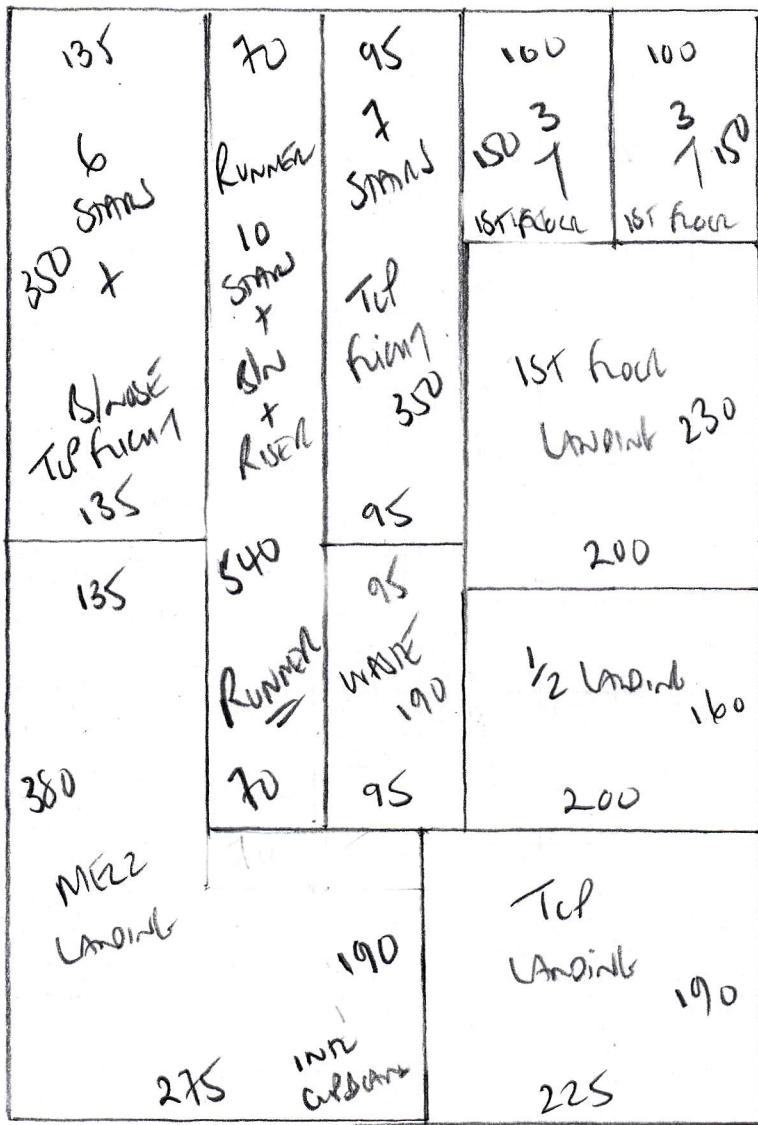 135
6
STAIRS
+
350
B/NOSE
TOP FLIGHT
135
70
RUNNER
10
STAIRS
+
B/N
+
RISER
540
RUNNER
70
95
7
STAIRS
TOP
FLIGHT
350
95
100
3
150
1ST FLOOR
100
3
150
1ST FLOOR
1ST FLOOR
LANDING 230
200
135
380
MEZZ
LANDING
190
INTO
CUPBOARD
275
95
WASTE
190
95
1/2 LANDING
160
200
TOP
LANDING
190
225